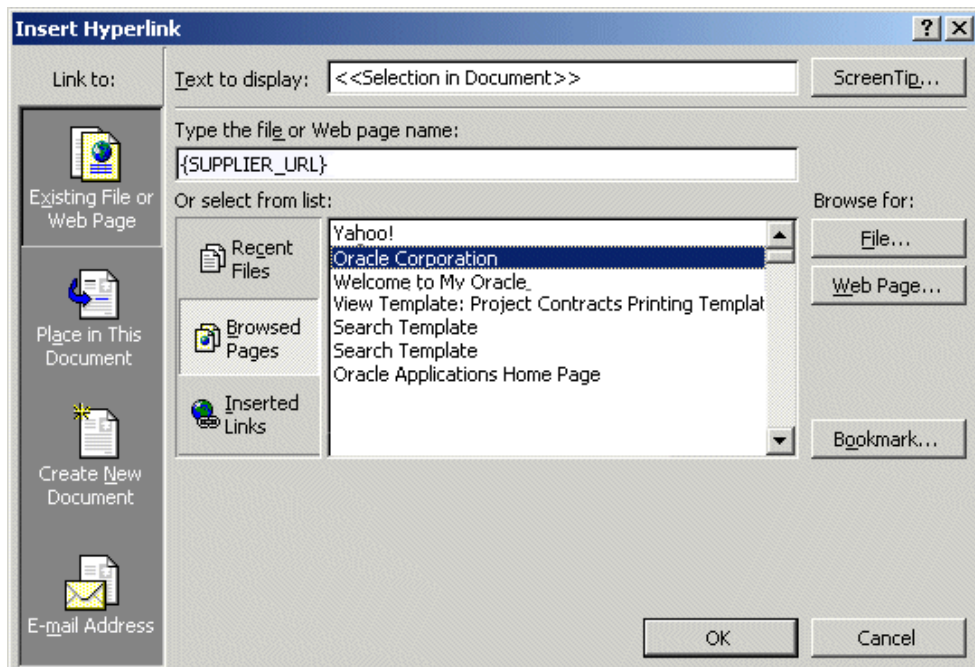 Insert Hyperlink
Link to:
Text to display:
<<Selection in Document>>
ScreenTip...
Type the file or Web page name:
{SUPPLIER_URL}
Existing File or
Web Page
Or select from list:
Browse for:
Recent
Files
Browsed
Pages
Inserted
Links
Yahoo!
Oracle Corporation
Welcome to My Oracle_
View Template: Project Contracts Printing Templat
Search Template
Search Template
Oracle Applications Home Page
File...
Web Page...
Bookmark...
Place in This
Document
Create New
Document
E-mail Address
OK
Cancel